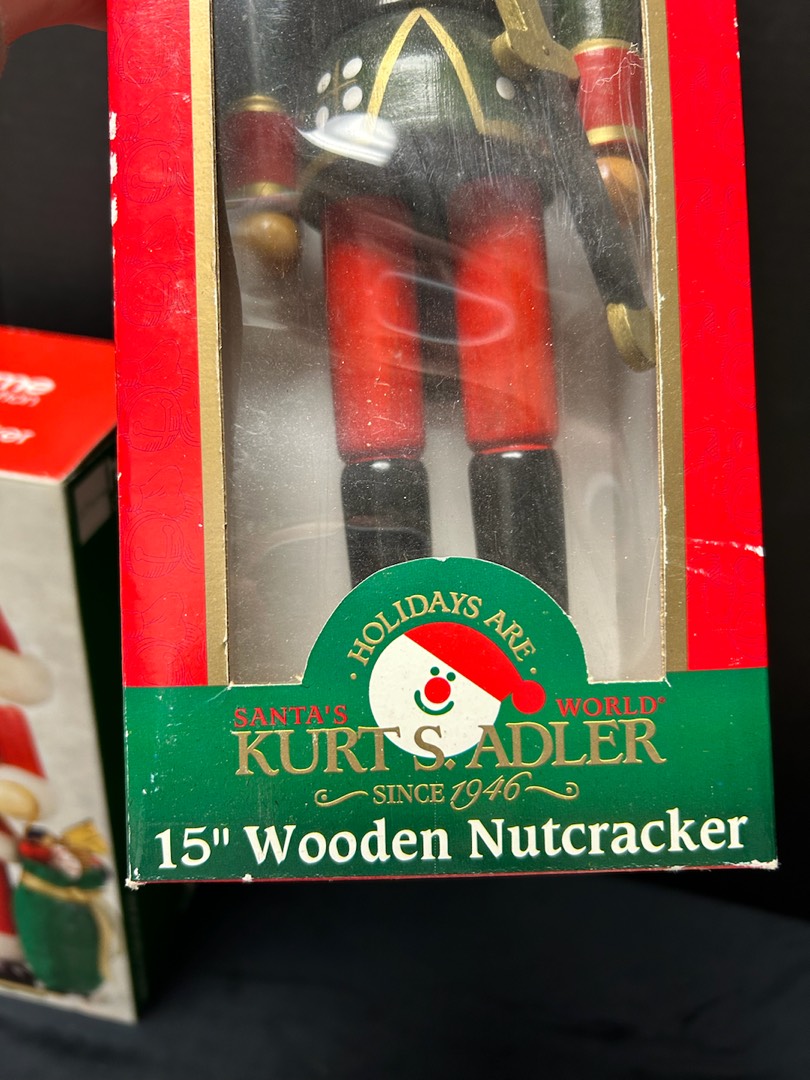 · HOLIDAYS ARE ·
SANTA'S WORLD®
KURT S. ADLER
SINCE 1946
15" Wooden Nutcracker